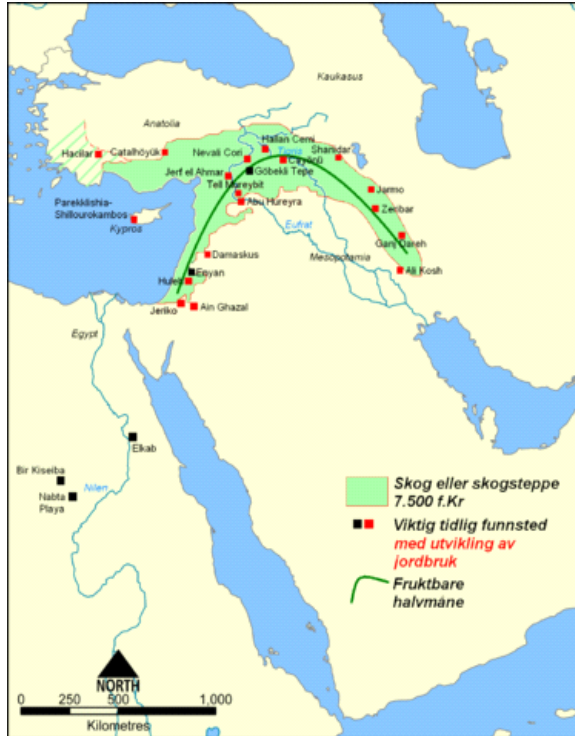 Kaukasus
Anatolia
Hallan Cemi
Tigris
Shanidar
Hacilar
Catalhöyük
Nevali Cori
Cayönü
Jerf el Ahmar
Göbekli Tepe
Tell Mureybit
Jarmo
Abu Hureyra
Zeribar
Parekklishia-
Shillourokambos
Kypros
Eufrat
Ganj Dareh
Damaskus
Mesopotamia
Ali Kosh
Enyan
Huleh
Jeriko
Ain Ghazal
Egypt
Elkab
Bir Kiseiba
Nabta
Playa
Nilen
Skog eller skogsteppe
7.500 f.Kr
Viktig tidlig funnsted
med utvikling av
jordbruk
Fruktbare
halvmåne
NORTH
0 250 500 1,000
Kilometres